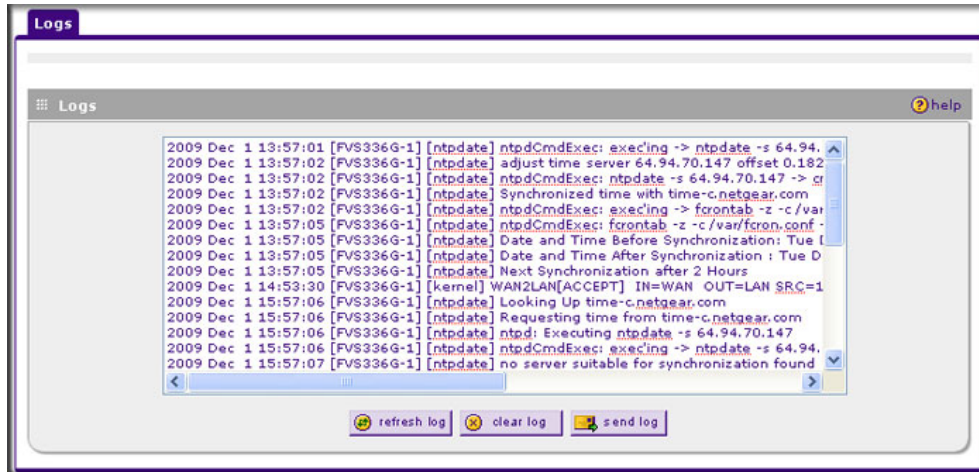 Logs
Logs
help
2009 Dec 1 13:57:01 [FVS336G-1] [ntpdate] ntpdCmdExec: exec'ing -> ntpdate -s 64.94.
2009 Dec 1 13:57:02 [FVS336G-1] [ntpdate] adjust time server 64.94.70.147 offset 0.182
2009 Dec 1 13:57:02 [FVS336G-1] [ntpdate] ntpdCmdExec: ntpdate -s 64.94.70.147 ->
2009 Dec 1 13:57:02 [FVS336G-1] [ntpdate] Synchronized time with time-c.netgear.com
2009 Dec 1 13:57:02 [FVS336G-1] [ntpdate] ntpdCmdExec: exec'ing -> fcrontab -z -c /var
2009 Dec 1 13:57:05 [FVS336G-1] [ntpdate] ntpdCmdExec: fcrontab -z -c /var/fcron.conf -
2009 Dec 1 13:57:05 [FVS336G-1] [ntpdate] Date and Time Before Synchronization: Tue
2009 Dec 1 13:57:05 [FVS336G-1] [ntpdate] Date and Time After Synchronization : Tue D
2009 Dec 1 13:57:05 [FVS336G-1] [ntpdate] Next Synchronization after 2 Hours
2009 Dec 1 14:53:30 [FVS336G-1] [kernel] WAN2LAN[ACCEPT] IN=WAN OUT=LAN SRC=1
2009 Dec 1 15:57:06 [FVS336G-1] [ntpdate] Looking Up time-c.netgear.com
2009 Dec 1 15:57:06 [FVS336G-1] [ntpdate] Requesting time from time-c.netgear.com
2009 Dec 1 15:57:06 [FVS336G-1] [ntpdate] ntpd: Executing ntpdate -s 64.94.70.147
2009 Dec 1 15:57:06 [FVS336G-1] [ntpdate] ntpdCmdExec: exec'ing -> ntpdate -s 64.94.
2009 Dec 1 15:57:07 [FVS336G-1] [ntpdate] no server suitable for synchronization found
refresh log
clear log
send log